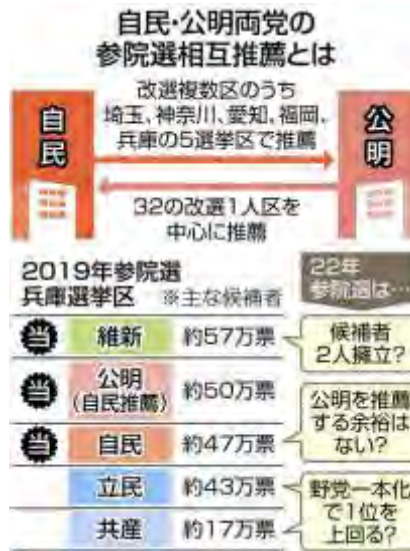 自民・公明両党の
参院選相互推薦とは
改選複数区のうち
埼玉、神奈川、愛知、福岡、
兵庫の5選挙区で推薦
自民
公明
32の改選1人区を
中心に推薦
2019年参院選
兵庫選挙区 ※主な候補者
22年
参院選は…
当 維新 約57万票
候補者
2人擁立?
当 公明
(自民推薦) 約50万票
公明を推薦
する余裕は
ない?
当 自民 約47万票
立民 約43万票
共産 約17万票
野党一本化
で1位を
上回る?